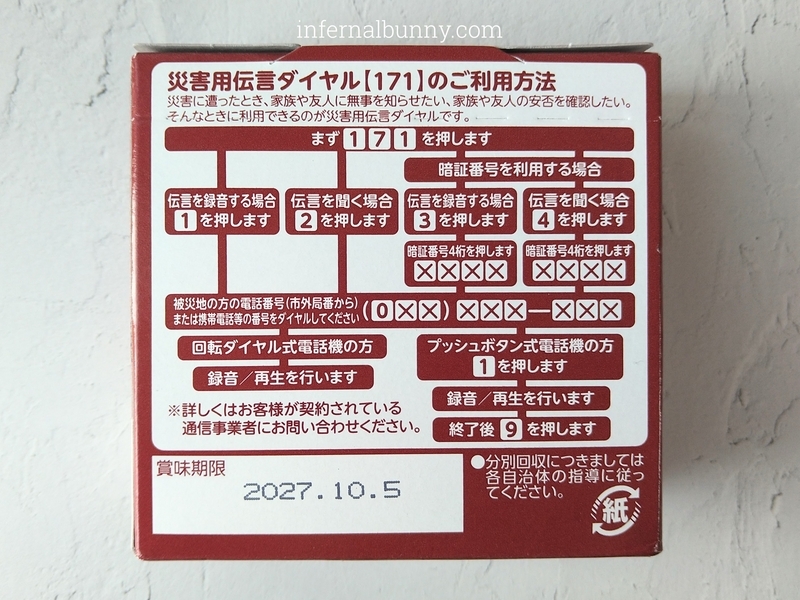 infernalbunny.com
災害用伝言ダイヤル【171】のご利用方法
災害に遭ったとき、家族や友人に無事を知らせたい、家族や友人の安否を確認したい。
そんなときに利用できるのが災害用伝言ダイヤルです。
まず 1 7 1 を押します
暗証番号を利用する場合
伝言を録音する場合
1 を押します
伝言を聞く場合
2 を押します
伝言を録音する場合
3 を押します
伝言を聞く場合
4 を押します
暗証番号4桁を押します
××××
暗証番号4桁を押します
××××
被災地の方の電話番号(市外局番から)
または携帯電話等の番号をダイヤルしてください
(0××)×××―×××
回転ダイヤル式電話機の方
録音／再生を行います
プッシュボタン式電話機の方
1 を押します
録音／再生を行います
終了後 9 を押します
※詳しくはお客様が契約されている
通信事業者にお問い合わせください。
賞味期限
2027.10.5
●分別回収につきましては
各自治体の指導に従っ
てください。
紙